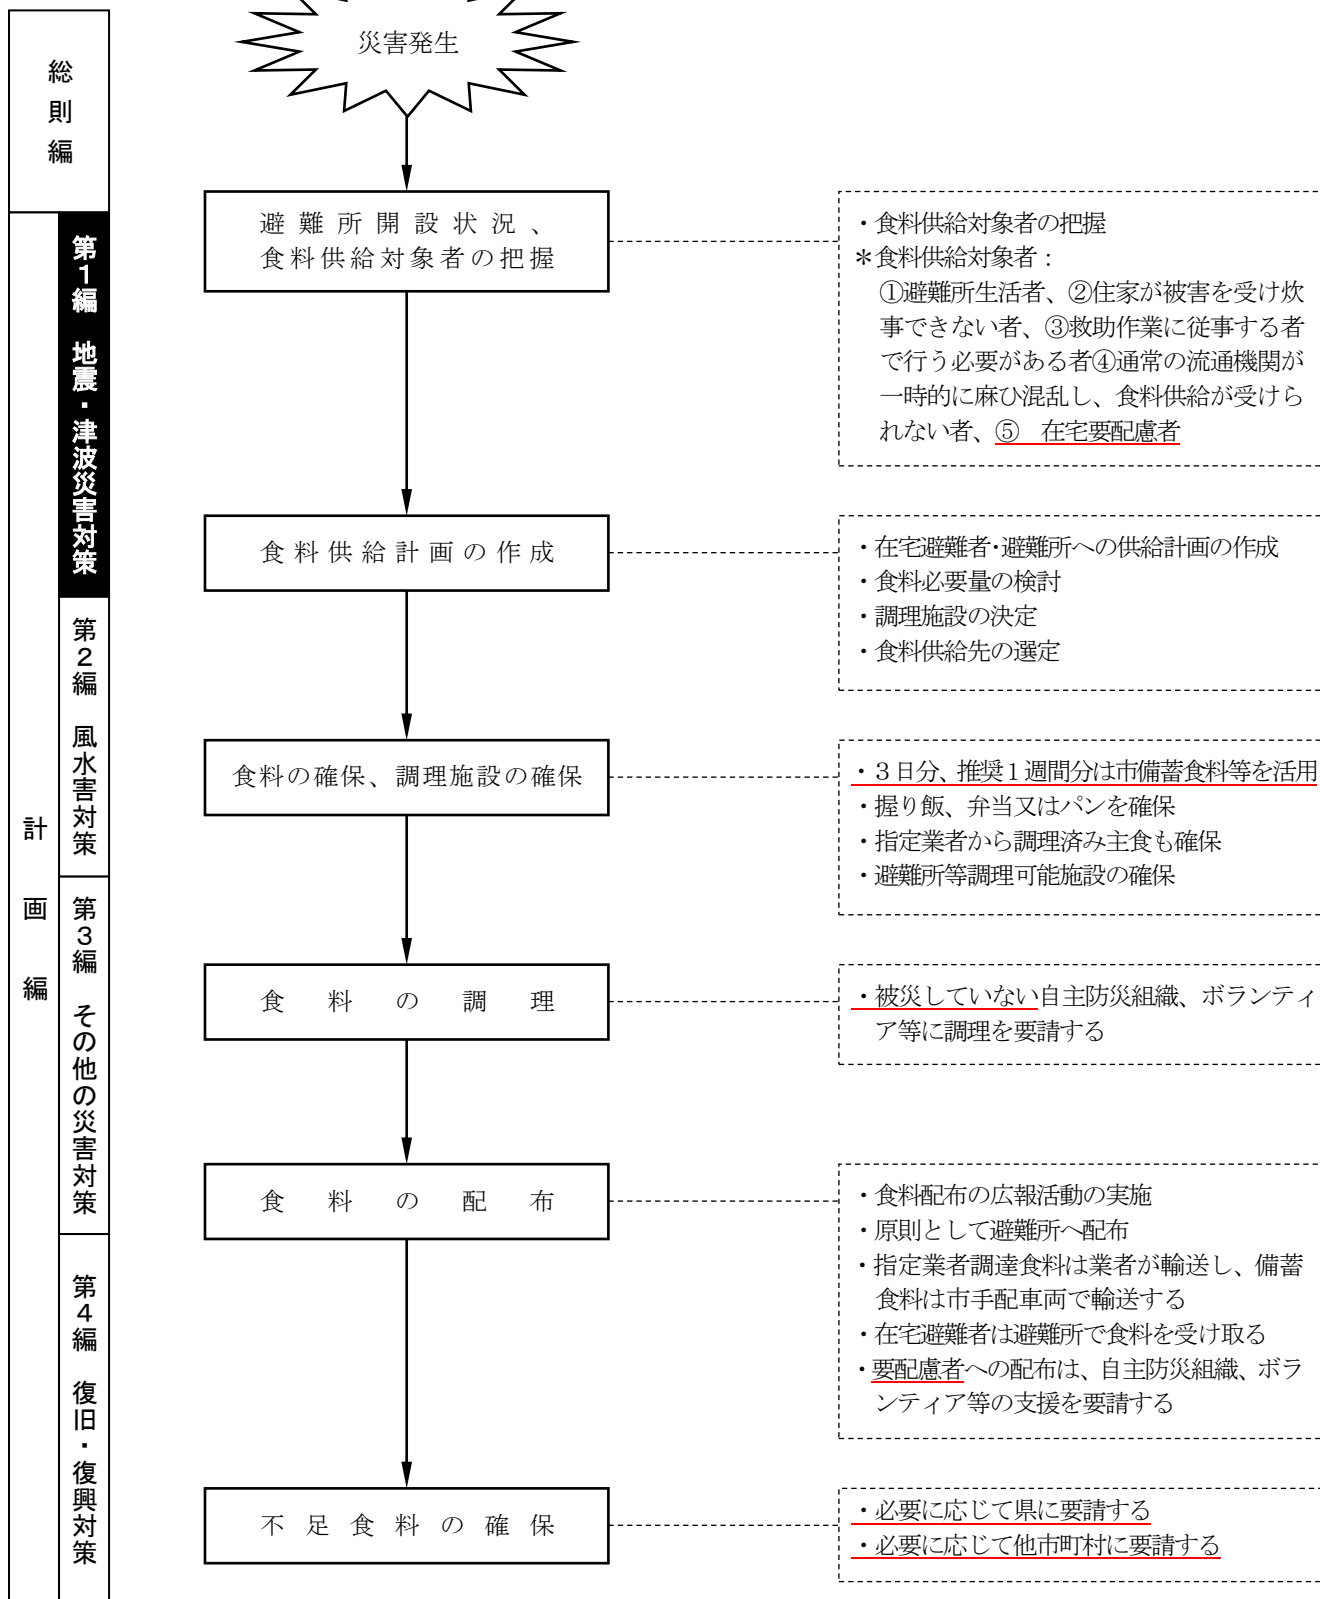 総則編
計画編
第1編 地震・津波災害対策
第2編 風水害対策
第3編 その他の災害対策
第4編 復旧・復興対策
災害発生
避難所開設状況、
食料供給対象者の把握
・食料供給対象者の把握
＊食料供給対象者：
①避難所生活者、②住家が被害を受け炊
事できない者、③救助作業に従事する者
で行う必要がある者④通常の流通機関が
一時的に麻ひ混乱し、食料供給が受けら
れない者、⑤ 在宅要配慮者
食料供給計画の作成
・在宅避難者･避難所への供給計画の作成
・食料必要量の検討
・調理施設の決定
・食料供給先の選定
食料の確保、調理施設の確保
・３日分、推奨１週間分は市備蓄食料等を活用
・握り飯、弁当又はパンを確保
・指定業者から調理済み主食も確保
・避難所等調理可能施設の確保
食料の調理
・被災していない自主防災組織、ボランティ
ア等に調理を要請する
食料の配布
・食料配布の広報活動の実施
・原則として避難所へ配布
・指定業者調達食料は業者が輸送し、備蓄
食料は市手配車両で輸送する
・在宅避難者は避難所で食料を受け取る
・要配慮者への配布は、自主防災組織、ボラ
ンティア等の支援を要請する
不足食料の確保
・必要に応じて県に要請する
・必要に応じて他市町村に要請する